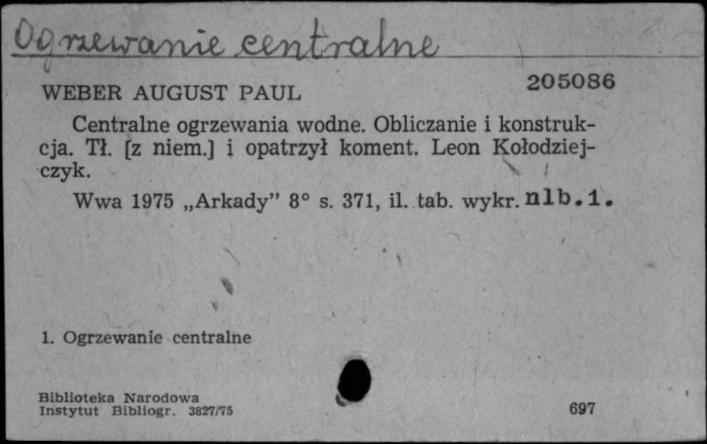 Ogrzewanie centralne
205086
WEBER AUGUST PAUL
Centralne ogrzewania wodne. Obliczanie i konstruk-
cja. Tł. [z niem.] i opatrzył koment. Leon Kołodziej-
czyk.
Wwa 1975 „Arkady” 8° s. 371, il. tab. wykr. nlb.1.
1. Ogrzewanie centralne
Biblioteka Narodowa
Instytut Bibliogr. 3827/75
697